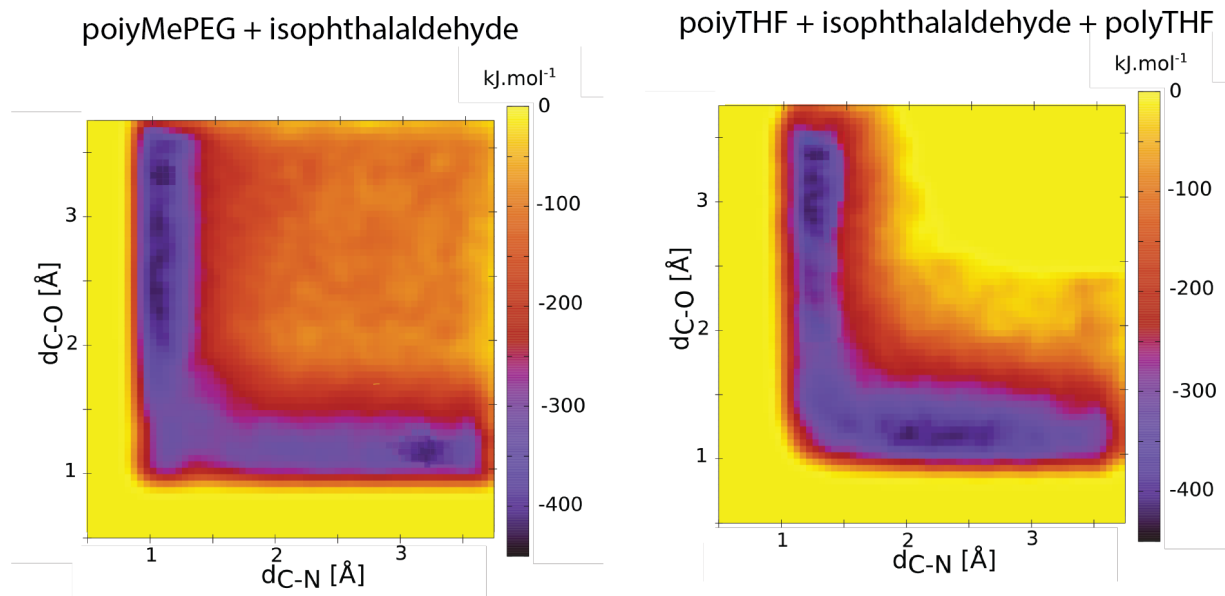 poiyMePEG + isophthalaldehyde
kJ.mol-1
0
-100
-200
-300
-400
3
2
1
dC-O [Å]
1
2
3
dC-N [Å]
poiyTHF + isophthalaldehyde + polyTHF
kJ.mol-1
0
-100
-200
-300
-400
3
2
1
dC-O [Å]
1
2
3
dC-N [Å]